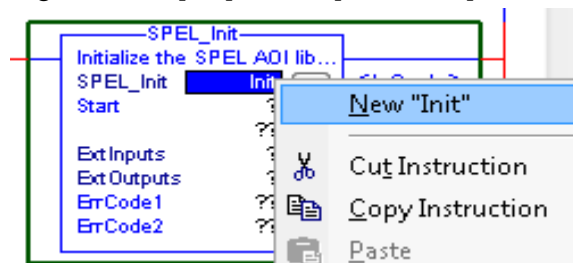 SPEL_Init
Initialize the SPEL AOI lib...
SPEL_Init Init
Start ?
??
ExtInputs ?
ExtOutputs ?
ErrCode1 ??
ErrCode2 ??
New "Init"
Cut Instruction
Copy Instruction
Paste